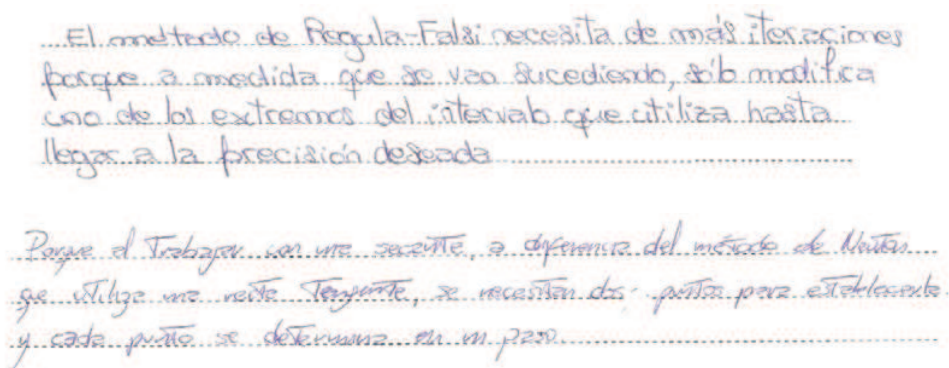 El método de Regula-Falsi necesita de más iteraciones
porque a medida que se van sucediendo, sólo modifica
uno de los extremos del intervalo que utiliza hasta
llegar a la precisión deseada
Porque al Trabajar con una secante, a diferencia del método de Newton
que utiliza una recta Tangente, se necesitan dos puntos para establecerla
y cada punto se determina en un paso.